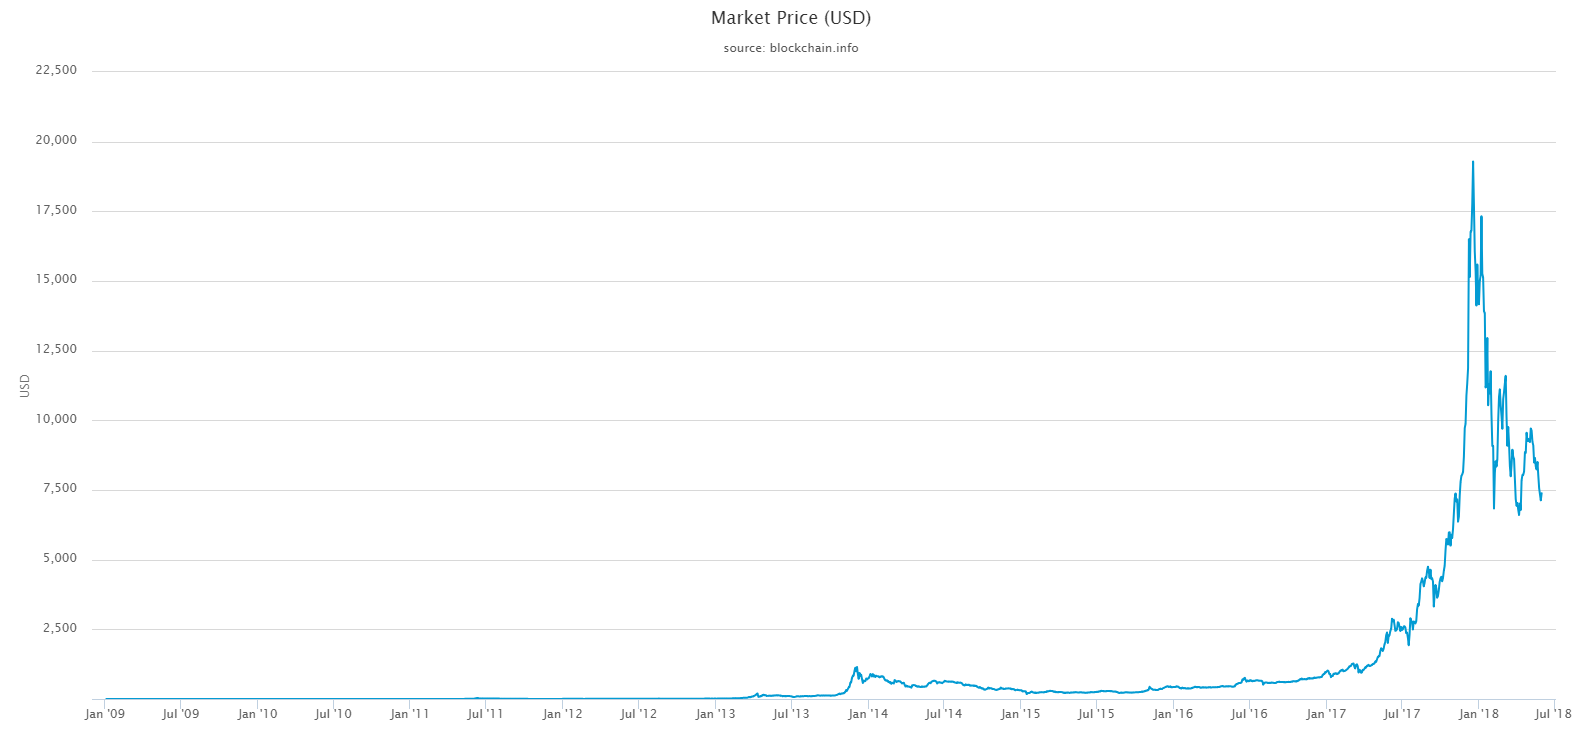 Market Price (USD)
source: blockchain.info
22,500
20,000
17,500
15,000
12,500
USD
10,000
7,500
5,000
2,500
Jan '09 Jul '09 Jan '10 Jul '10 Jan '11 Jul '11 Jan '12 Jul '12 Jan '13 Jul '13 Jan '14 Jul '14 Jan '15 Jul '15 Jan '16 Jul '16 Jan '17 Jul '17 Jan '18 Jul '18